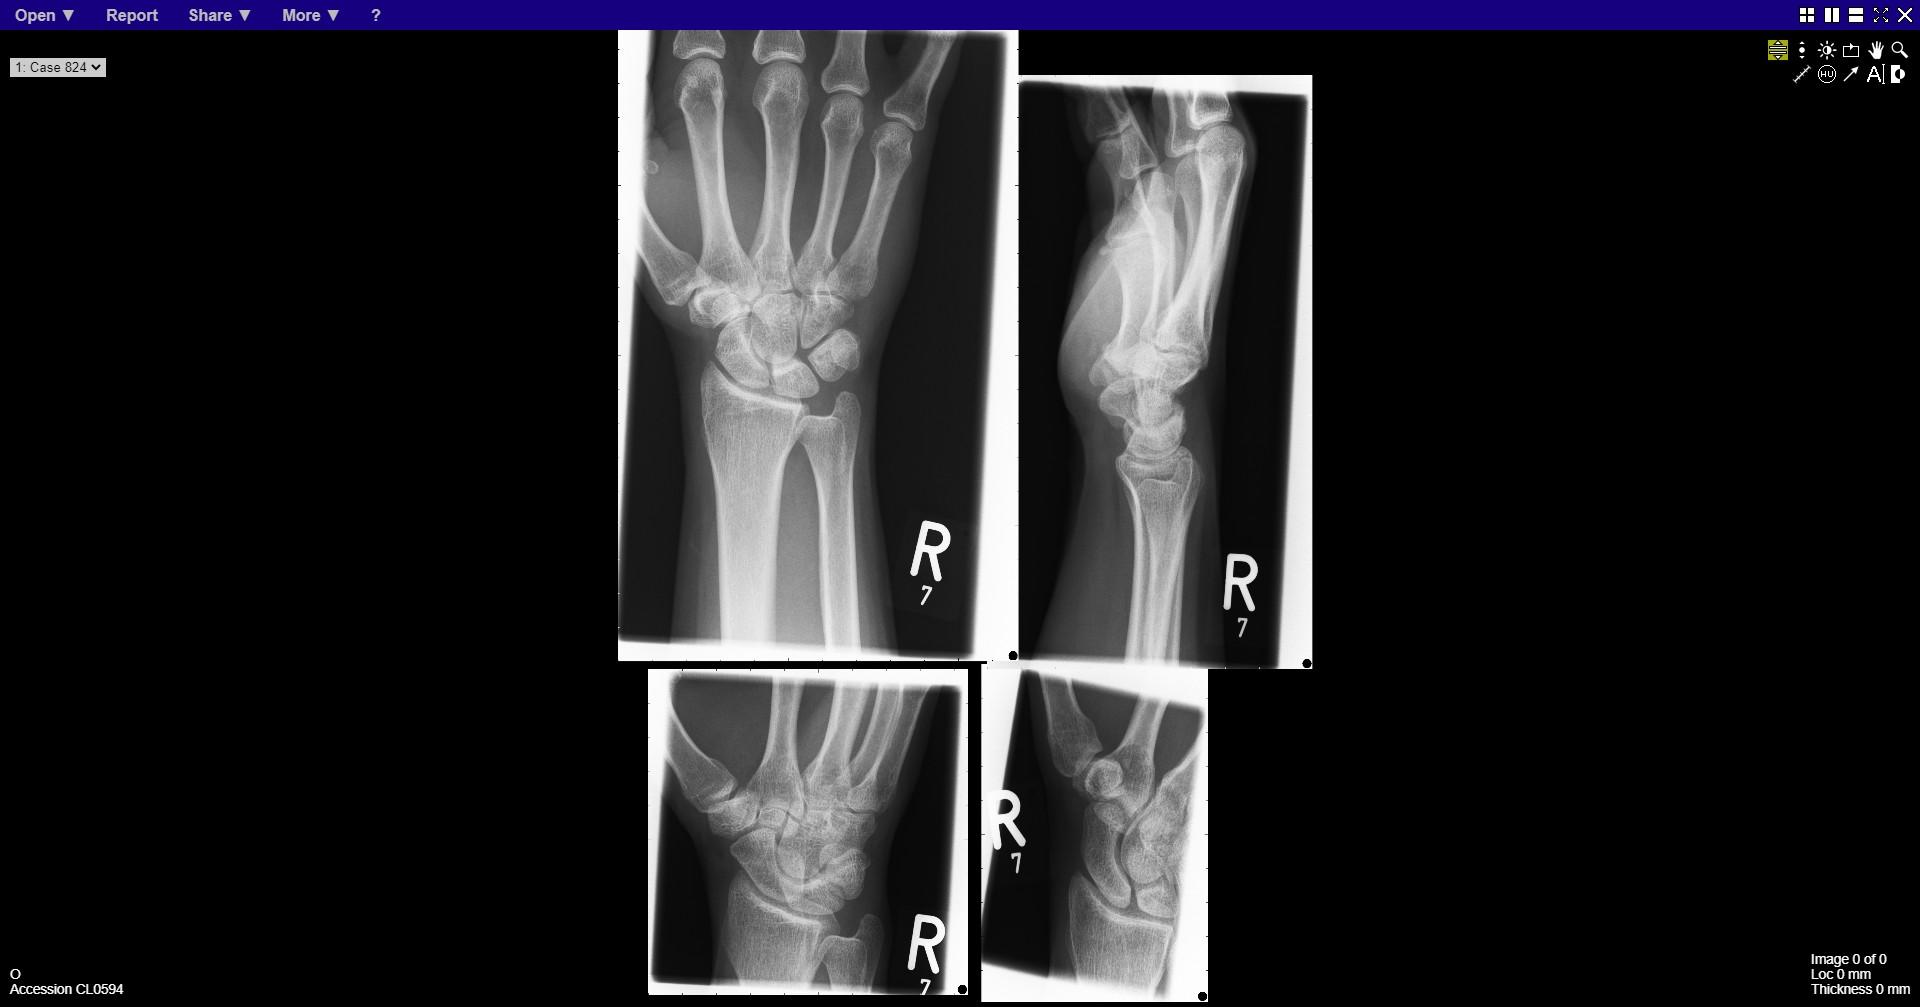 Open ▼ Report Share ▼ More ▼ ?
1: Case 824
HU A
R
7
R
7
R
7
R
7
O
Accession CL0594
Image 0 of 0
Loc 0 mm
Thickness 0 mm